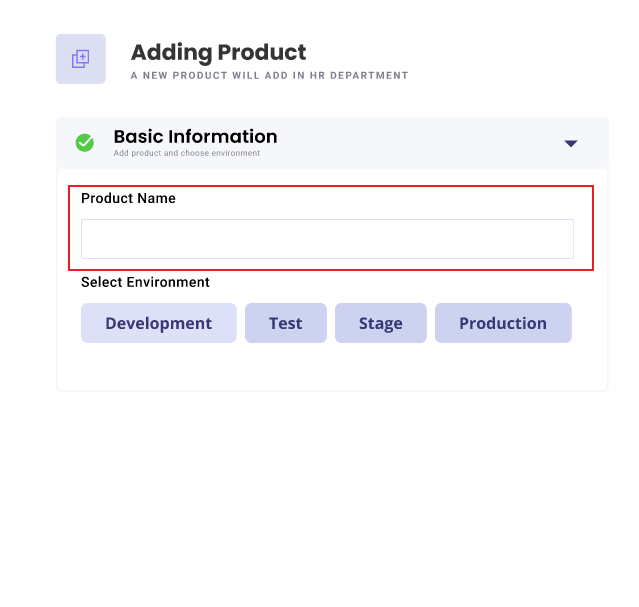 Adding Product
A NEW PRODUCT WILL ADD IN HR DEPARTMENT
Basic Information
Add product and choose environment
Product Name
Select Environment
Development Test Stage Production